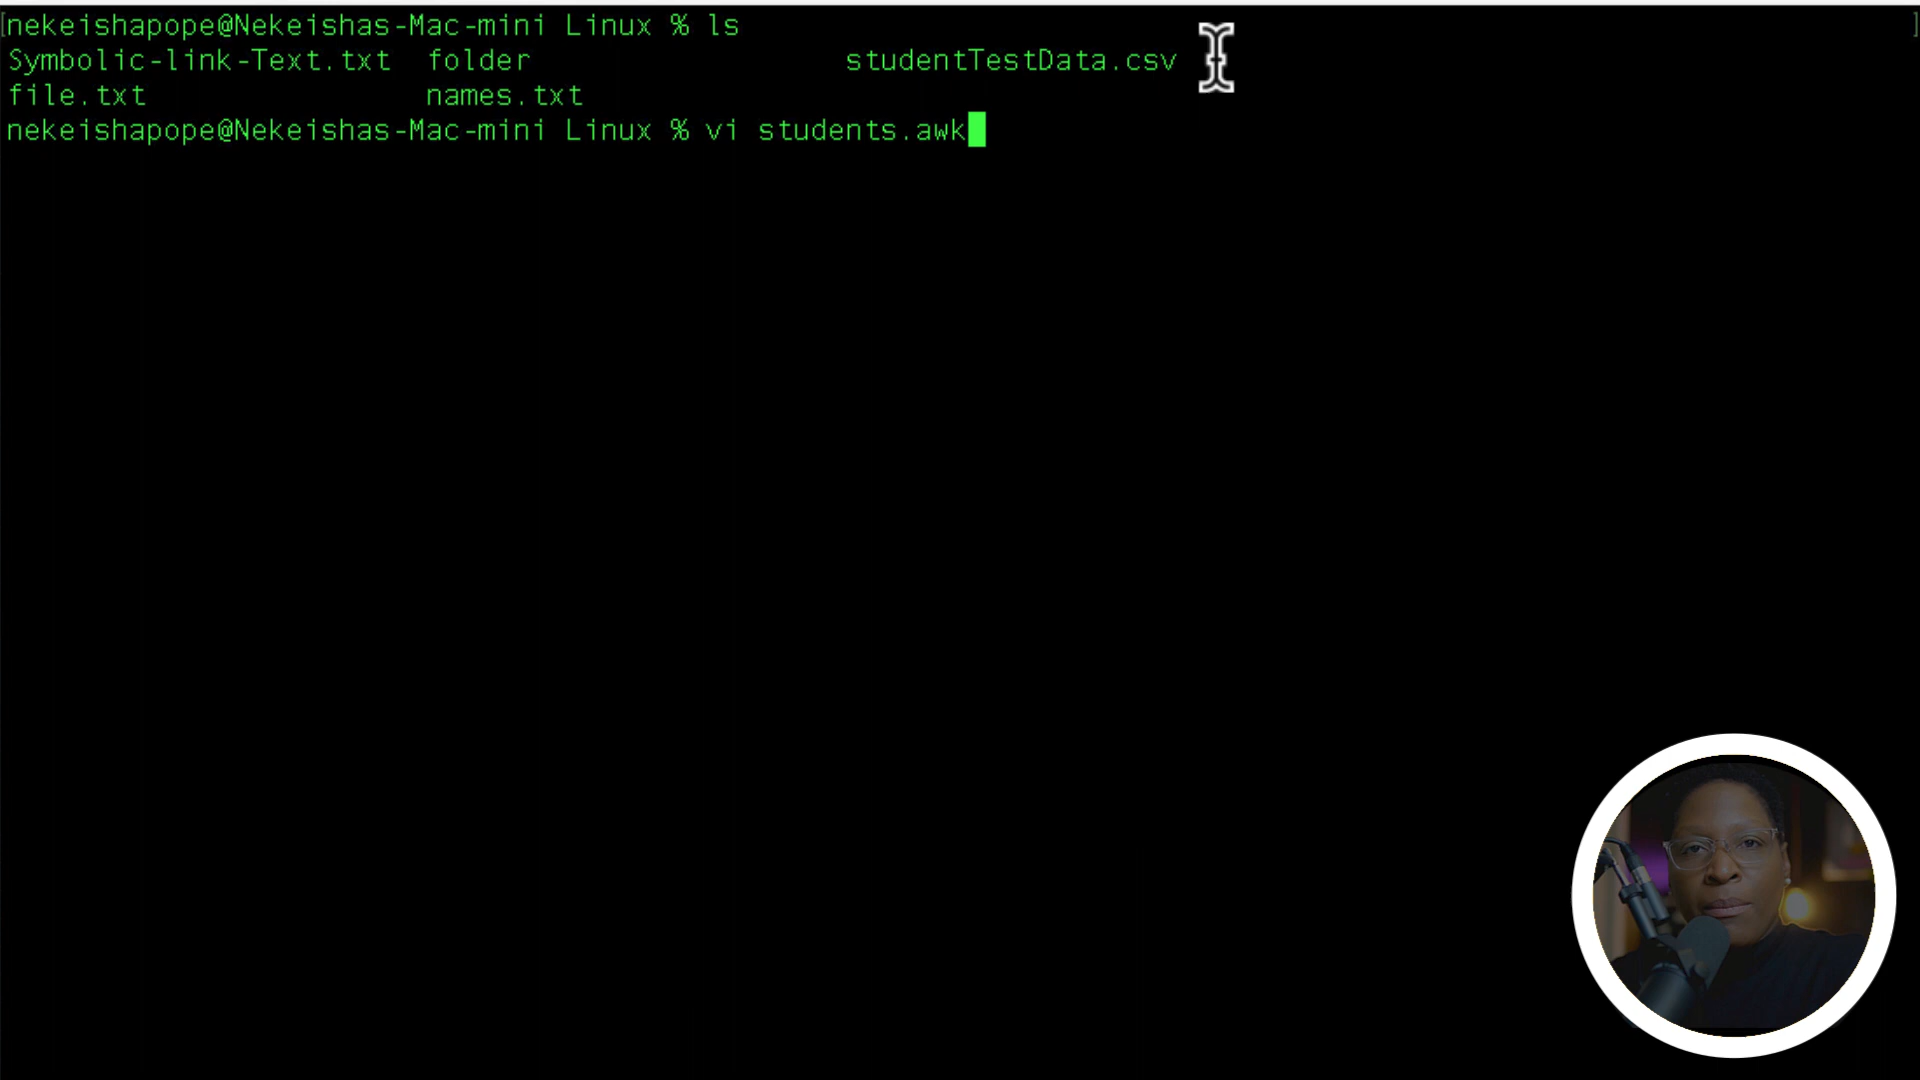 [nekeishapope@Nekeishas-Mac-mini Linux % ls ]
Symbolic-link-Text.txt folder studentTestData.csv
file.txt names.txt
nekeishapope@Nekeishas-Mac-mini Linux % vi students.awk